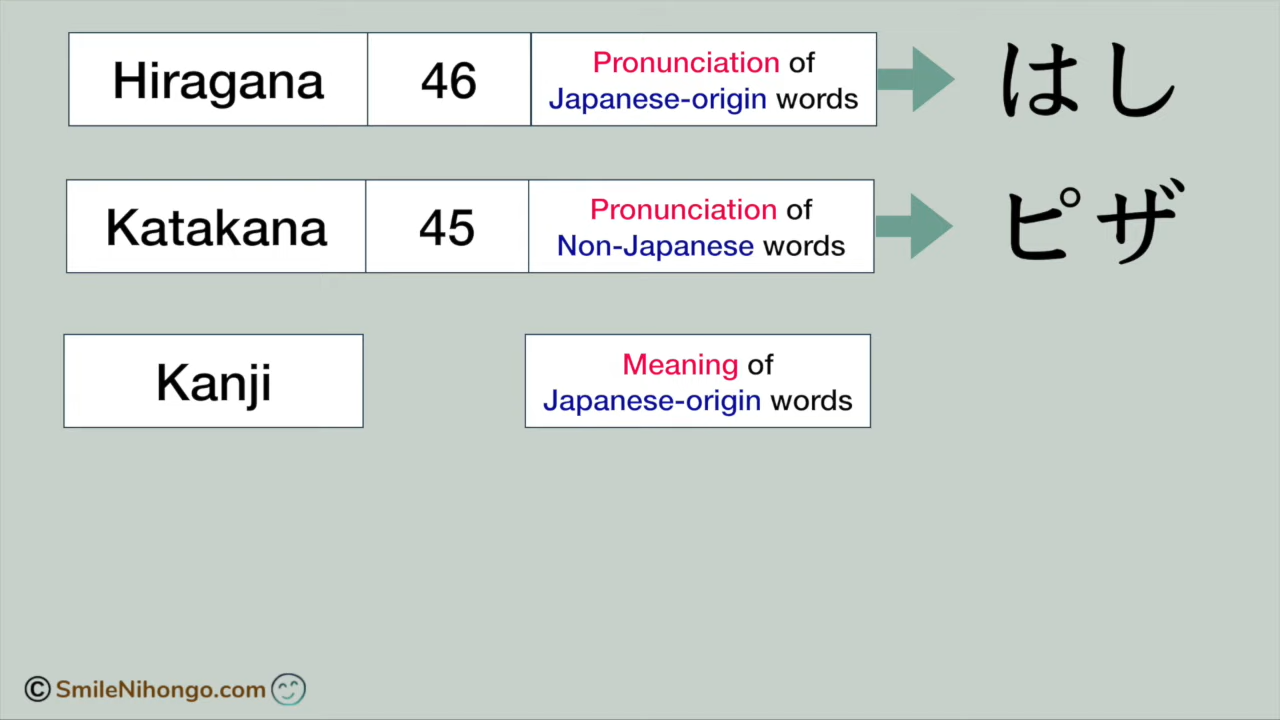 Hiragana 46 Pronunciation of
Japanese-origin words はし
Katakana 45 Pronunciation of
Non-Japanese words ピザ
Kanji Meaning of
Japanese-origin words
© SmileNihongo.com